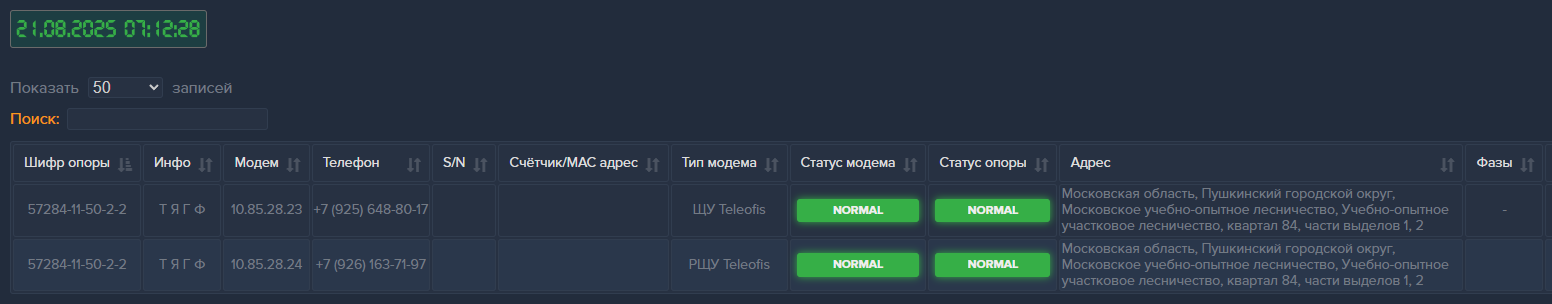 21.08.2025 07:12:28
Показать 50 записей
Поиск:
Шифр опоры Инфо Модем Телефон S/N Счётчик/MAC адрес Тип модема Статус модема Статус опоры Адрес Фазы
57284-11-50-2-2 Т Я Г Ф 10.85.28.23 +7 (925) 648-80-17 ЩУ Teleofis NORMAL NORMAL Московская область, Пушкинский городской округ,
Московское учебно-опытное лесничество, Учебно-опытное
участковое лесничество, квартал 84, части выделов 1, 2 -
57284-11-50-2-2 Т Я Г Ф 10.85.28.24 +7 (926) 163-71-97 РЩУ Teleofis NORMAL NORMAL Московская область, Пушкинский городской округ,
Московское учебно-опытное лесничество, Учебно-опытное
участковое лесничество, квартал 84, части выделов 1, 2